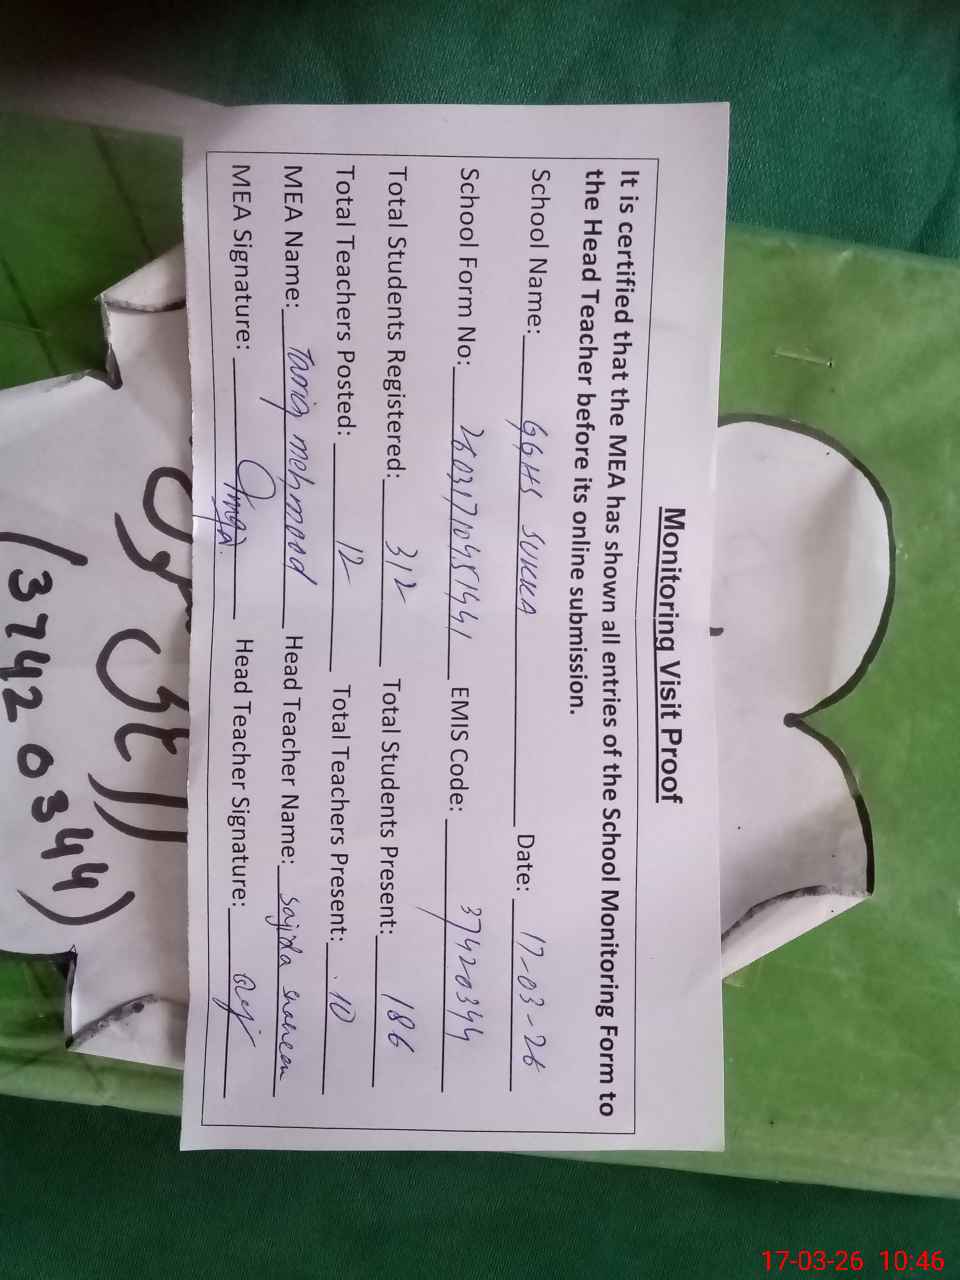 Monitoring Visit Proof
It is certified that the MEA has shown all entries of the School Monitoring Form to
the Head Teacher before its online submission.
School Name: GGHS SUKKA Date: 17-03-26
School Form No: EMIS Code: 37420344
Total Students Registered: 312 Total Students Present: 186
Total Teachers Posted: 12 Total Teachers Present: 10
MEA Name: Tariq mehmood Head Teacher Name: Sajida
MEA Signature: Head Teacher Signature:
(37420344)
17-03-26 10:46